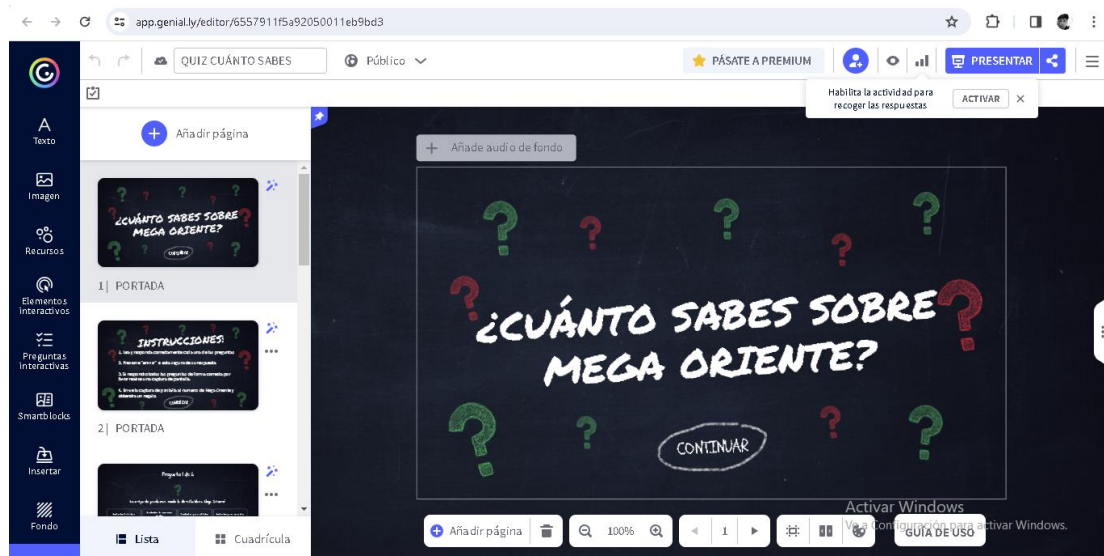 app.genial.ly/editor/6557911f5a92050011eb9bd3
QUIZ CUÁNTO SABES
Público
PÁSATE A PREMIUM
PRESENTAR
Habilita la actividad para
recoger las respuestas
ACTIVAR
Texto
Imagen
Recursos
Elementos
interactivos
Preguntas
interactivas
Smartblocks
Insertar
Fondo
Añadir página
¿CUÁNTO SABES SOBRE
MEGA ORIENTE?
CONTINUAR
1| PORTADA
INSTRUCCIONES:
2| PORTADA
Lista
Cuadrícula
Añade audio de fondo
¿CUÁNTO SABES SOBRE
MEGA ORIENTE?
CONTINUAR
Añadir página
100%
1
GUÍA DE USO
Activar Windows
Ve a Configuración para activar Windows.